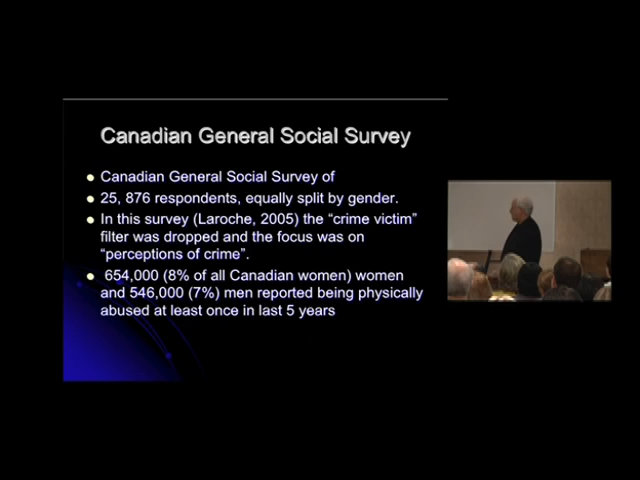 Canadian General Social Survey
Canadian General Social Survey of
25, 876 respondents, equally split by gender.
In this survey (Laroche, 2005) the “crime victim”
filter was dropped and the focus was on
“perceptions of crime”.
654,000 (8% of all Canadian women) women
and 546,000 (7%) men reported being physically
abused at least once in last 5 years